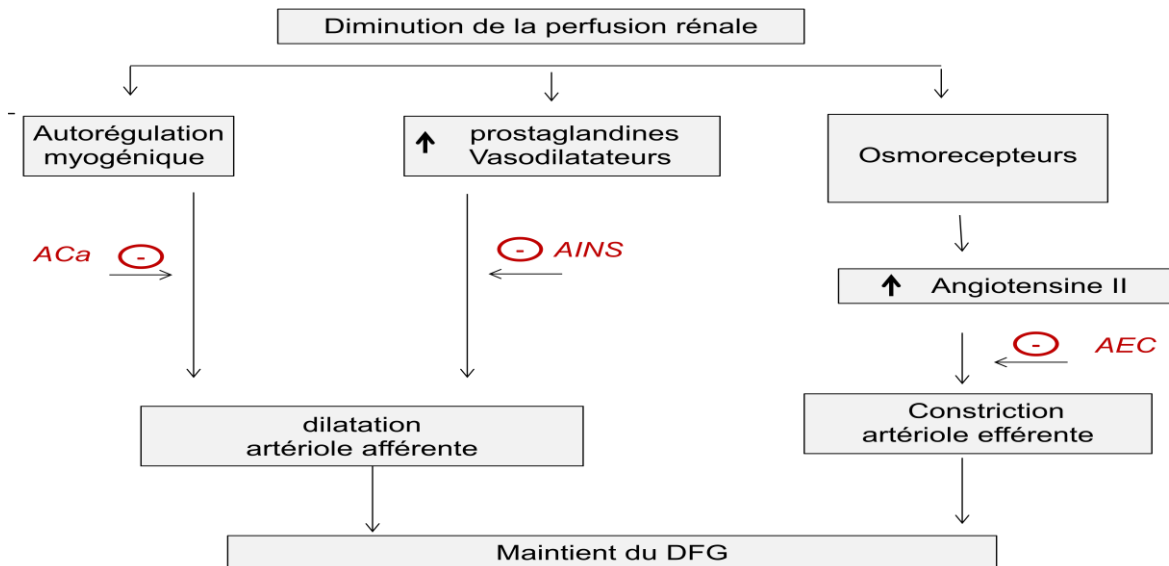 Diminution de la perfusion rénale
Autorégulation
myogénique
↑ prostaglandines
Vasodilatateurs
Osmorecepteurs
ACa -
- AINS
↑ Angiotensine II
- AEC
dilatation
artériole afférente
Constriction
artériole efférente
Maintient du DFG